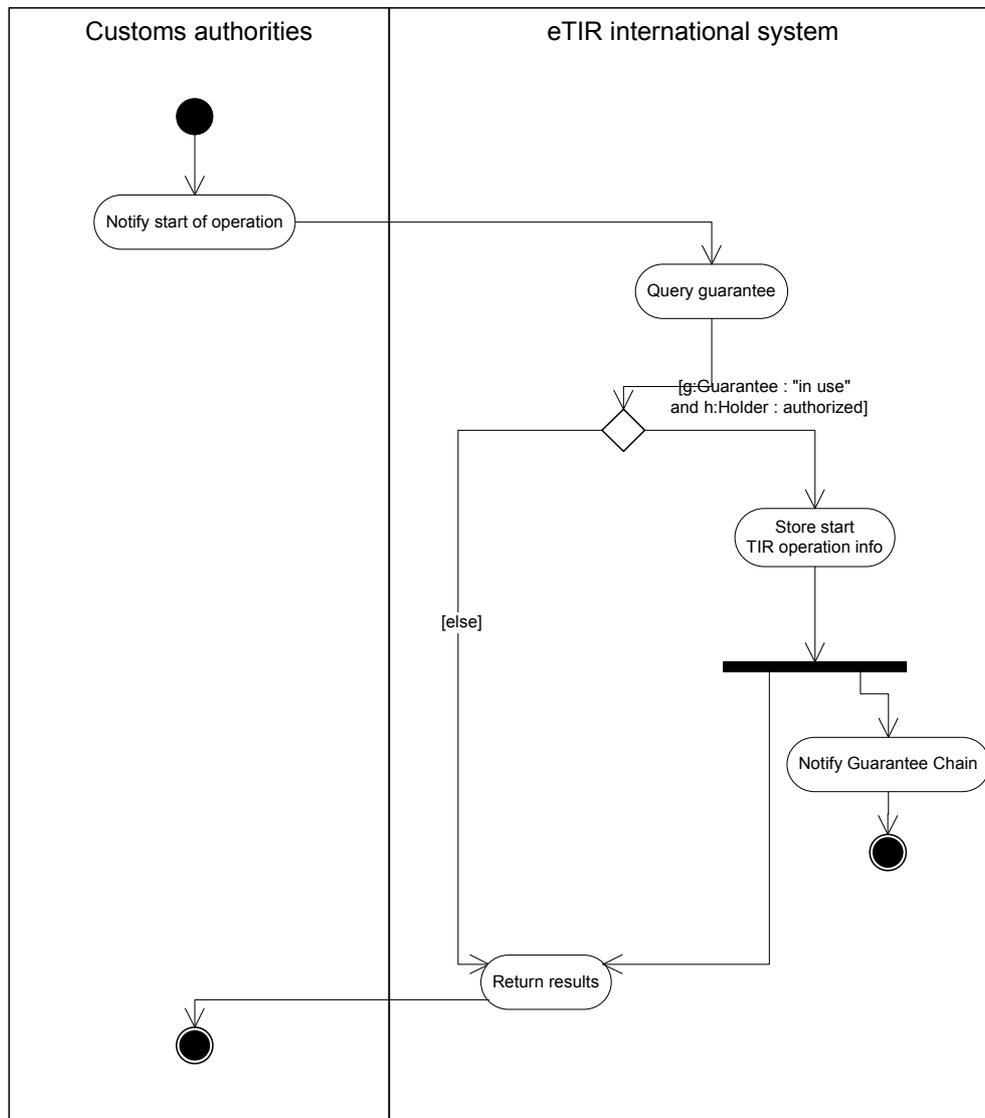 Customs authorities
eTIR international system
Notify start of operation
Query guarantee
[g:Guarantee : "in use"
and h:Holder : authorized]
Store start
TIR operation info
[else]
Notify Guarantee Chain
Return results